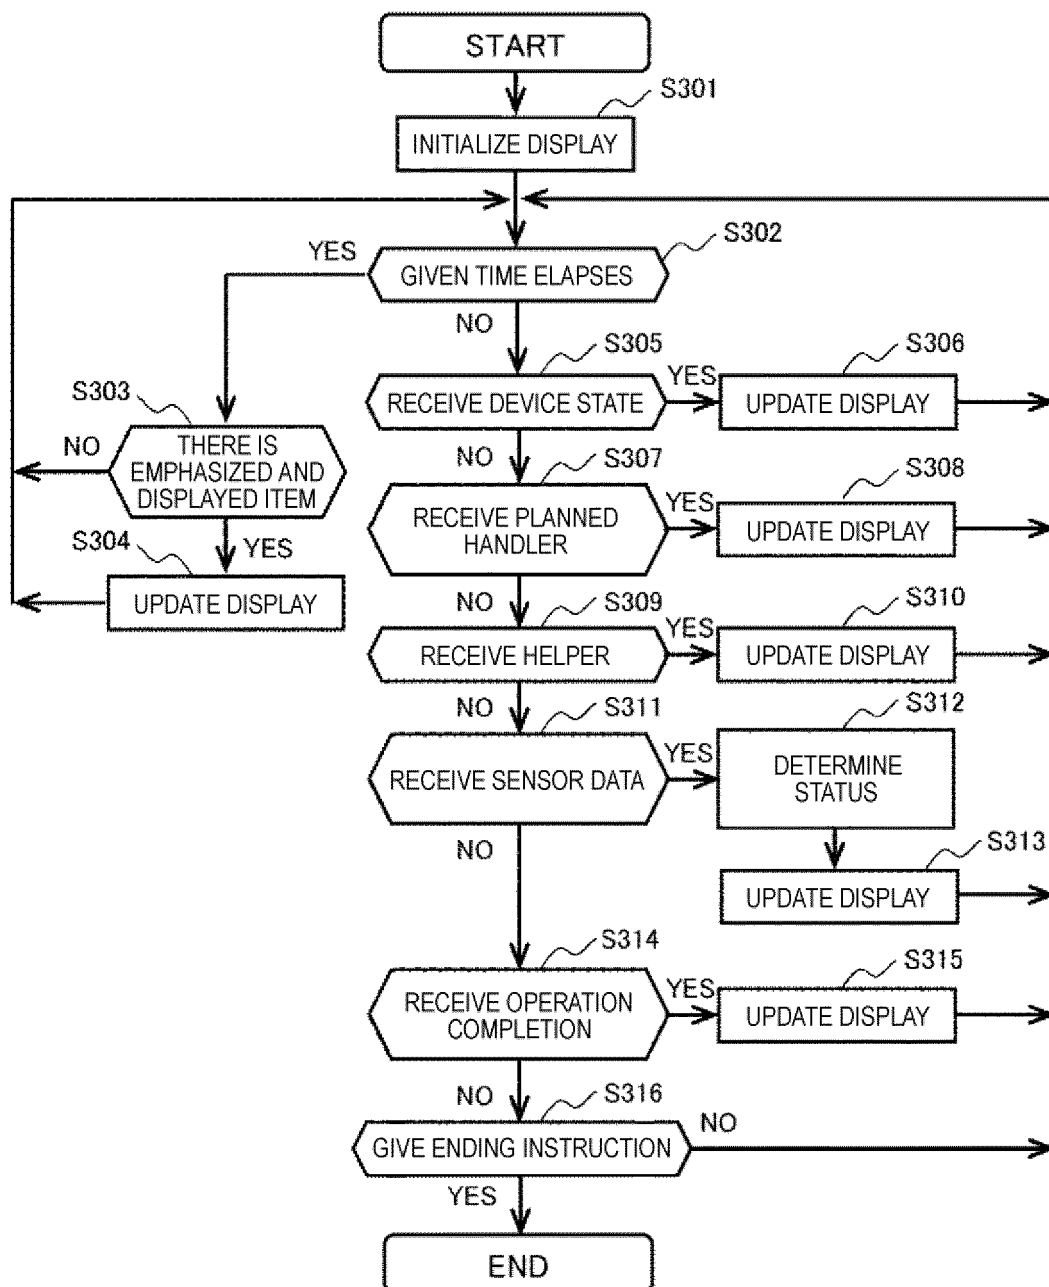 START
S301
INITIALIZE DISPLAY
S302
YES
GIVEN TIME ELAPSES
NO
S305
S306
YES
RECEIVE DEVICE STATE
UPDATE DISPLAY
S303
NO
THERE IS
EMPHASIZED AND
DISPLAYED ITEM
NO
S307
S308
YES
RECEIVE PLANNED
HANDLER
UPDATE DISPLAY
S304
YES
UPDATE DISPLAY
NO
S309
S310
YES
RECEIVE HELPER
UPDATE DISPLAY
NO
S311
S312
YES
RECEIVE SENSOR DATA
DETERMINE
STATUS
NO
S313
UPDATE DISPLAY
S314
S315
YES
RECEIVE OPERATION
COMPLETION
UPDATE DISPLAY
NO
S316
GIVE ENDING INSTRUCTION
NO
YES
END